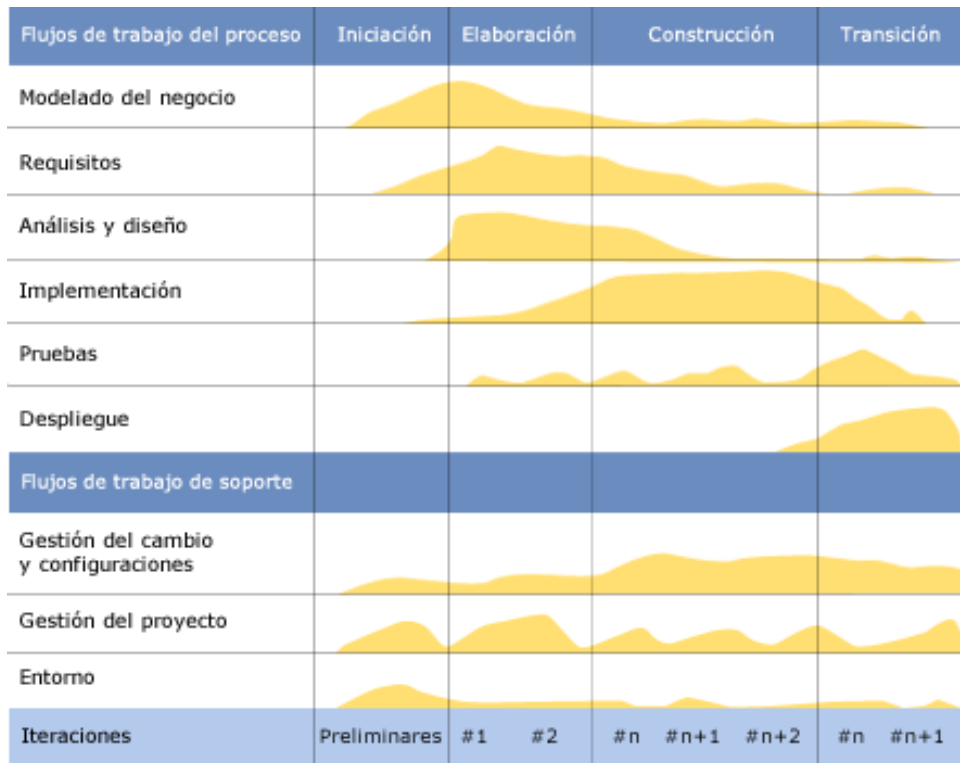 Flujos de trabajo del proceso Iniciación Elaboración Construcción Transición
Modelado del negocio
Requisitos
Análisis y diseño
Implementación
Pruebas
Despliegue
Flujos de trabajo de soporte
Gestión del cambio
y configuraciones
Gestión del proyecto
Entorno
Iteraciones Preliminares #1 #2 #n #n+1 #n+2 #n #n+1